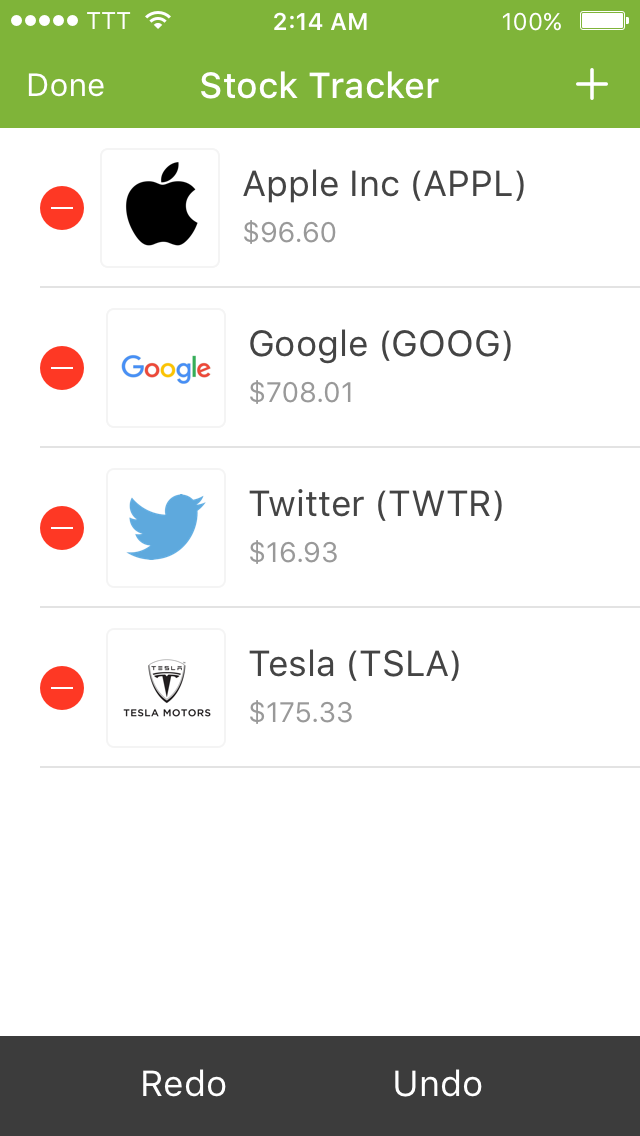 TTT 2:14 AM 100%
Done Stock Tracker +
Apple Inc (APPL)
$96.60
Google
Google (GOOG)
$708.01
Twitter (TWTR)
$16.93
TESLA
TESLA MOTORS
Tesla (TSLA)
$175.33
Redo Undo